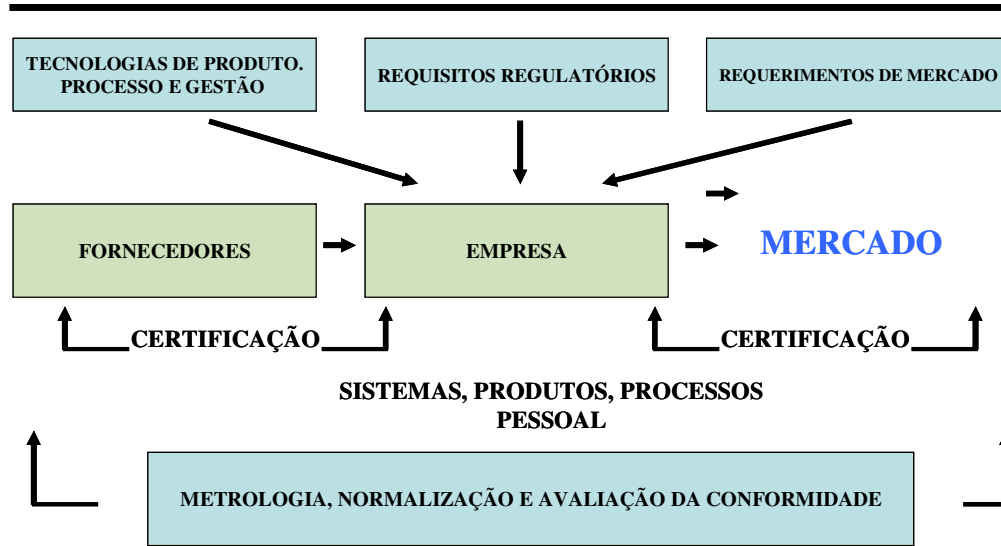 TECNOLOGIAS DE PRODUTO.
PROCESSO E GESTÃO
REQUISITOS REGULATÓRIOS
REQUERIMENTOS DE MERCADO
FORNECEDORES
EMPRESA
MERCADO
CERTIFICAÇÃO
CERTIFICAÇÃO
SISTEMAS, PRODUTOS, PROCESSOS
PESSOAL
METROLOGIA, NORMALIZAÇÃO E AVALIAÇÃO DA CONFORMIDADE